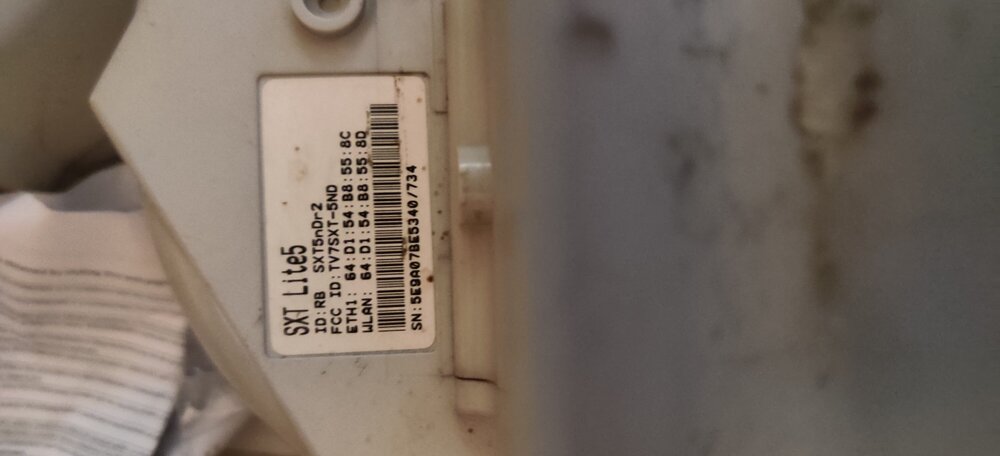 SXT Lite5
ID:RB SXT5nDr2
FCC ID:TV7SXT-5ND
ETH1: 64:D1:54:B8:55:8C
WLAN: 64:D1:54:B8:55:8D
SN:5E9A07BE5340/734